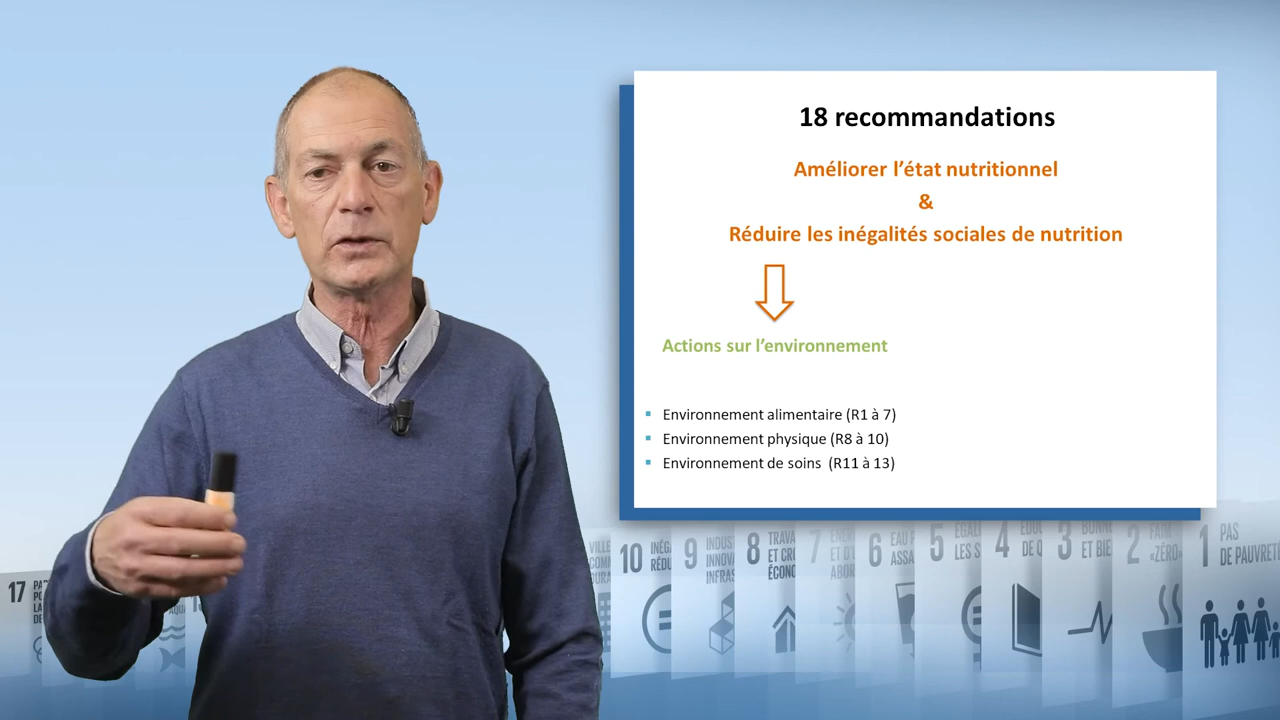 18 recommandations
Améliorer l’état nutritionnel
&
Réduire les inégalités sociales de nutrition
Actions sur l’environnement
▪ Environnement alimentaire (R1 à 7)
▪ Environnement physique (R8 à 10)
▪ Environnement de soins (R11 à 13)
17
10
9
8
7
6
5
4
3
2
«ZÉRO»
1 PAS
DE PAUVRETÉ